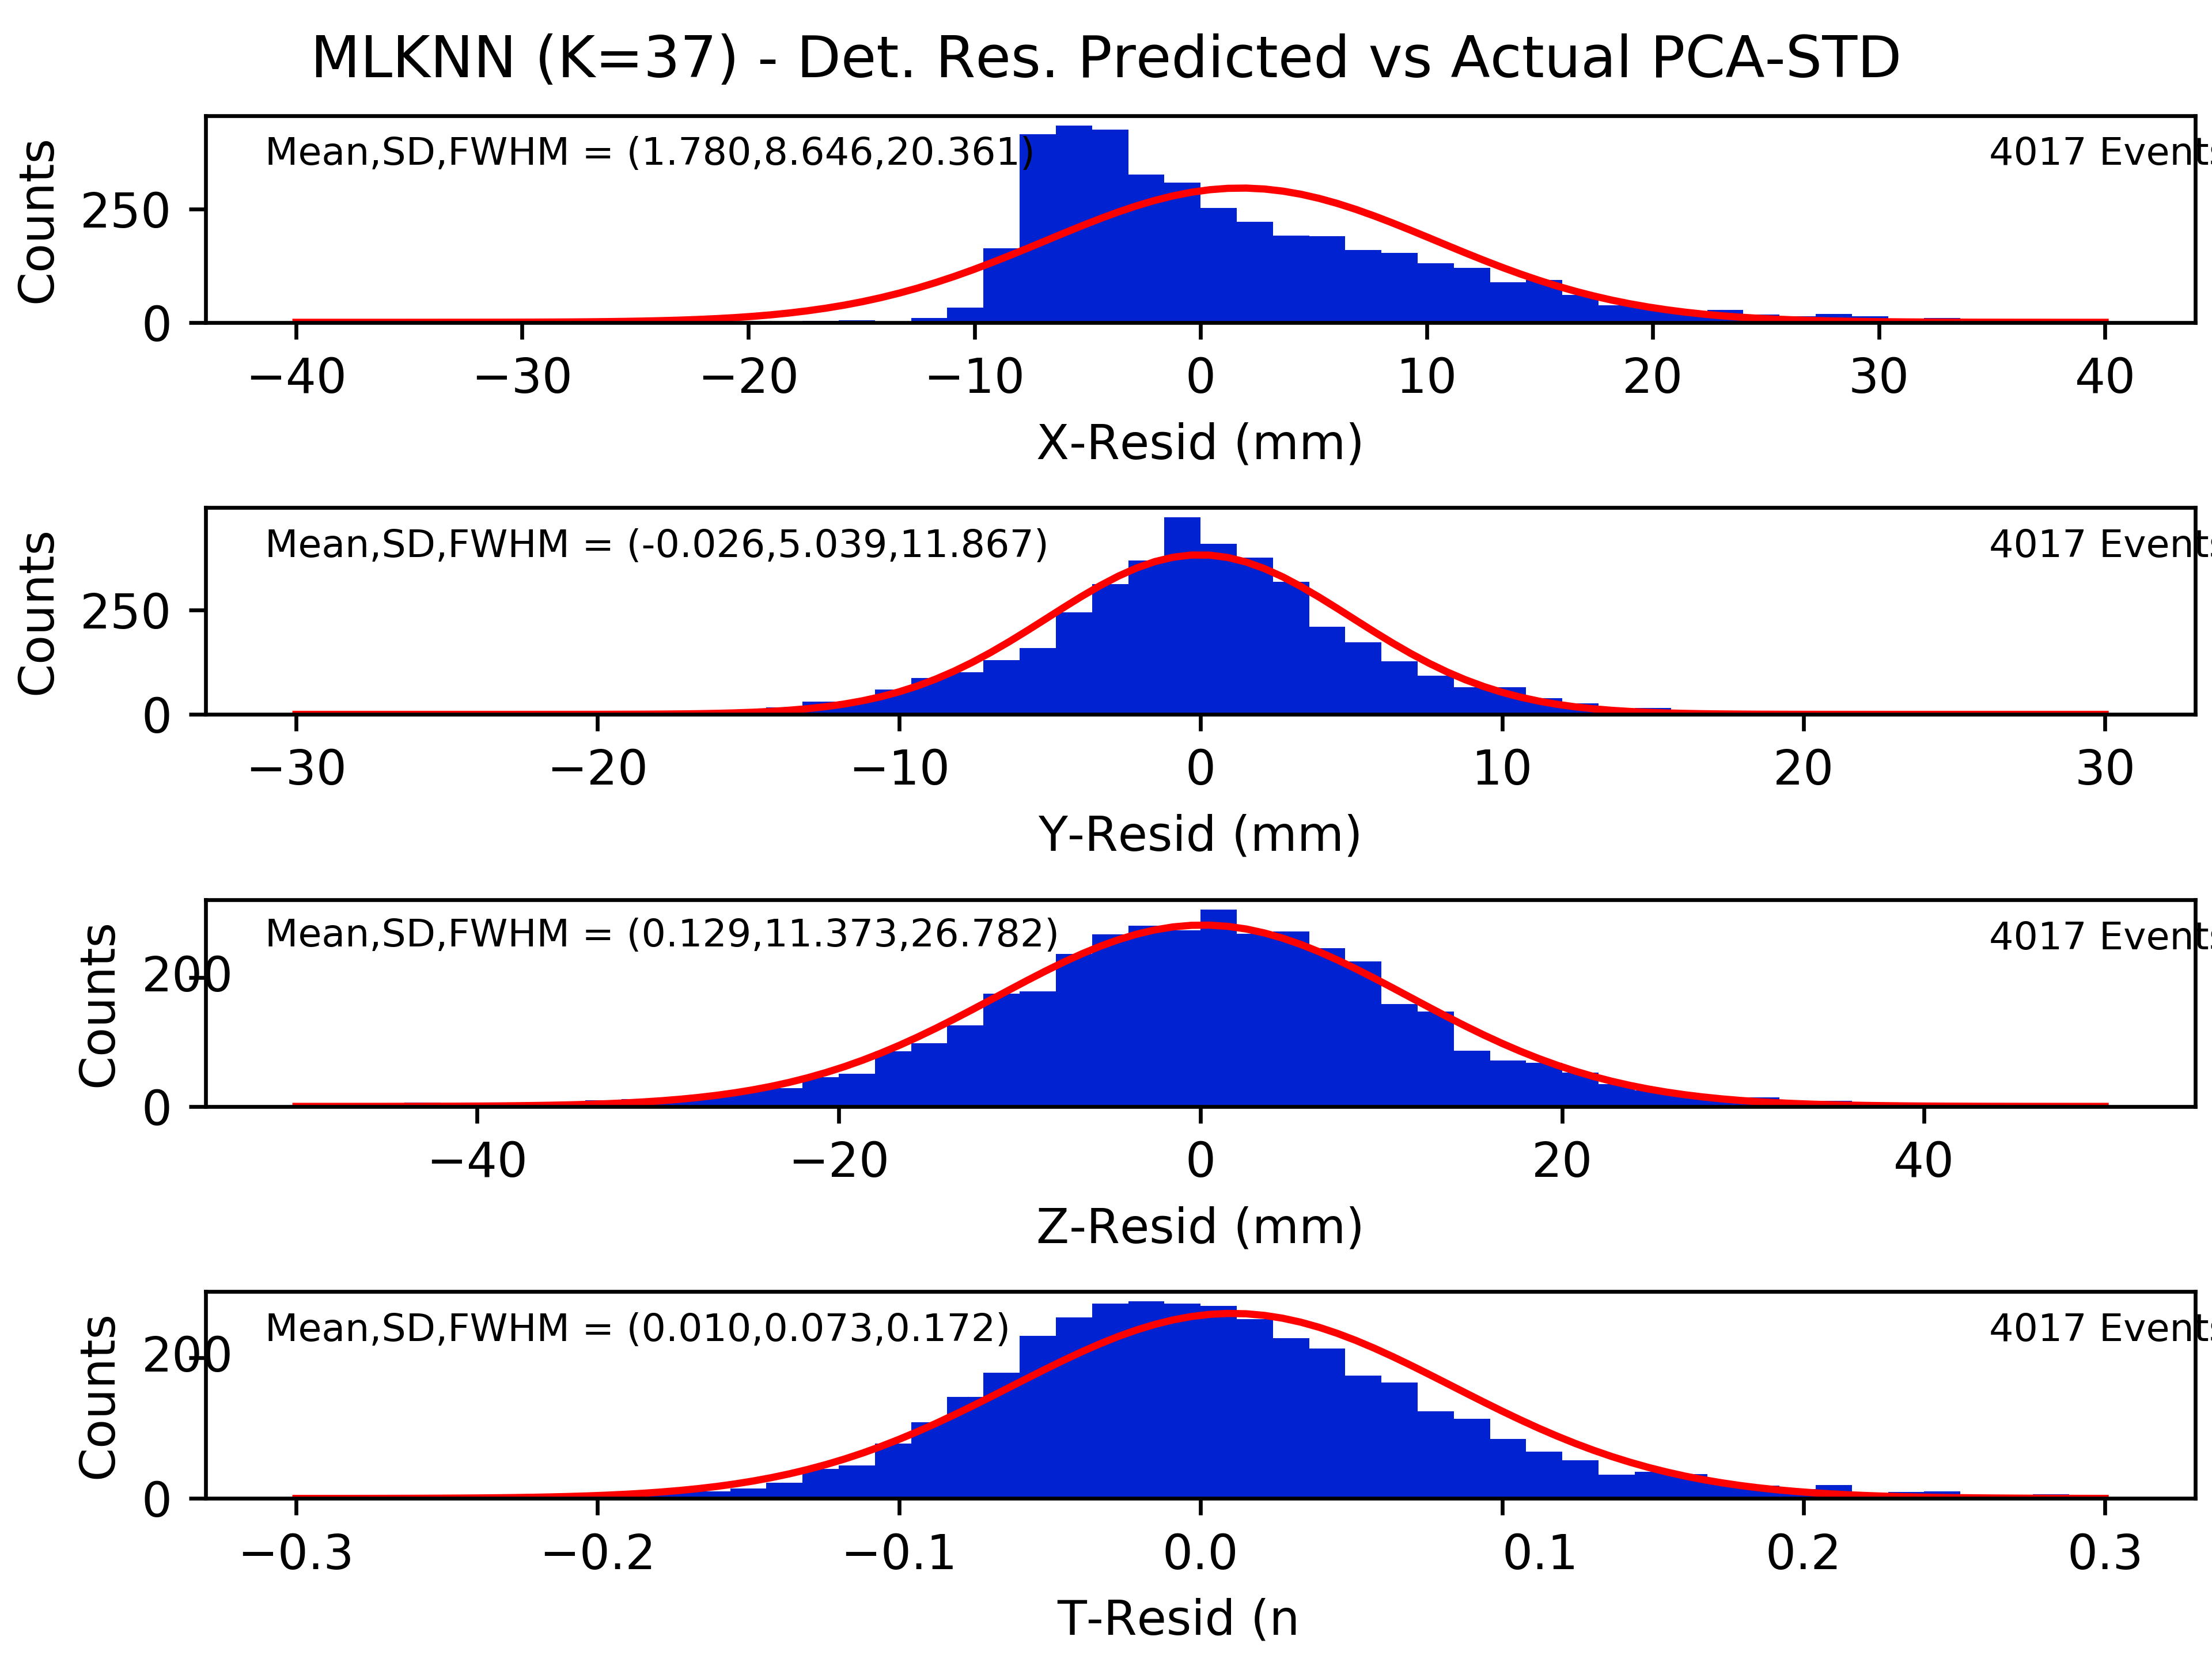 MLKNN (K=37) - Det. Res. Predicted vs Actual PCA-STD
Mean,SD,FWHM = (1.780,8.646,20.361)
4017 Events
Counts
250
0
−40 −30 −20 −10 0 10 20 30 40
X-Resid (mm)
Mean,SD,FWHM = (-0.026,5.039,11.867)
4017 Events
Counts
250
0
−30 −20 −10 0 10 20 30
Y-Resid (mm)
Mean,SD,FWHM = (0.129,11.373,26.782)
4017 Events
Counts
200
0
−40 −20 0 20 40
Z-Resid (mm)
Mean,SD,FWHM = (0.010,0.073,0.172)
4017 Events
Counts
200
0
−0.3 −0.2 −0.1 0.0 0.1 0.2 0.3
T-Resid (n